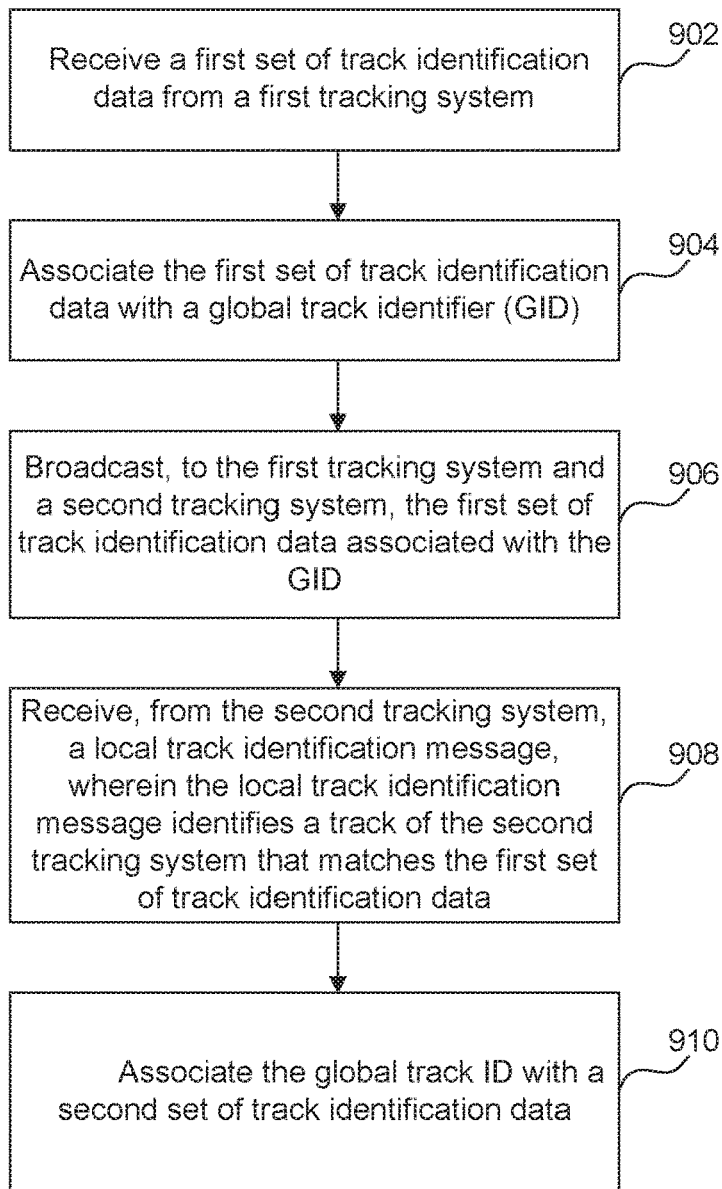 Receive a first set of track identification
data from a first tracking system
902
Associate the first set of track identification
data with a global track identifier (GID)
904
Broadcast, to the first tracking system and
a second tracking system, the first set of
track identification data associated with the
GID
906
Receive, from the second tracking system,
a local track identification message,
wherein the local track identification
message identifies a track of the second
tracking system that matches the first set
of track identification data
908
Associate the global track ID with a
second set of track identification data
910